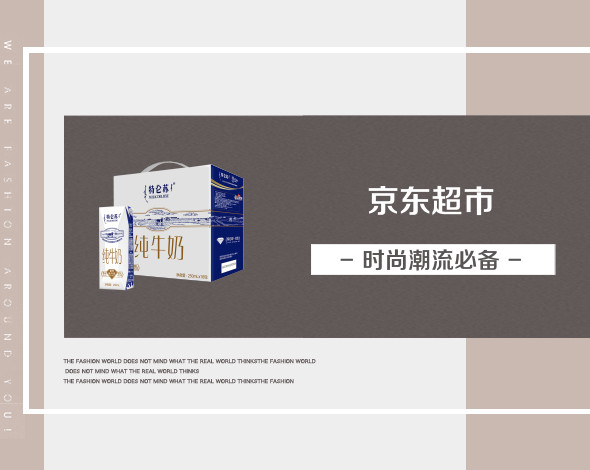 WE ARE FASHION AROUND YOU!
特仑苏
纯牛奶
特仑苏
纯牛奶
京东超市
- 时尚潮流必备 -
THE FASHION WORLD DOES NOT MIND WHAT THE REAL WORLD THINKSTHE FASHION WORLD
DOES NOT MIND WHAT THE REAL WORLD THINKS
THE FASHION WORLD DOES NOT MIND WHAT THE REAL WORLD THINKSTHE FASHION